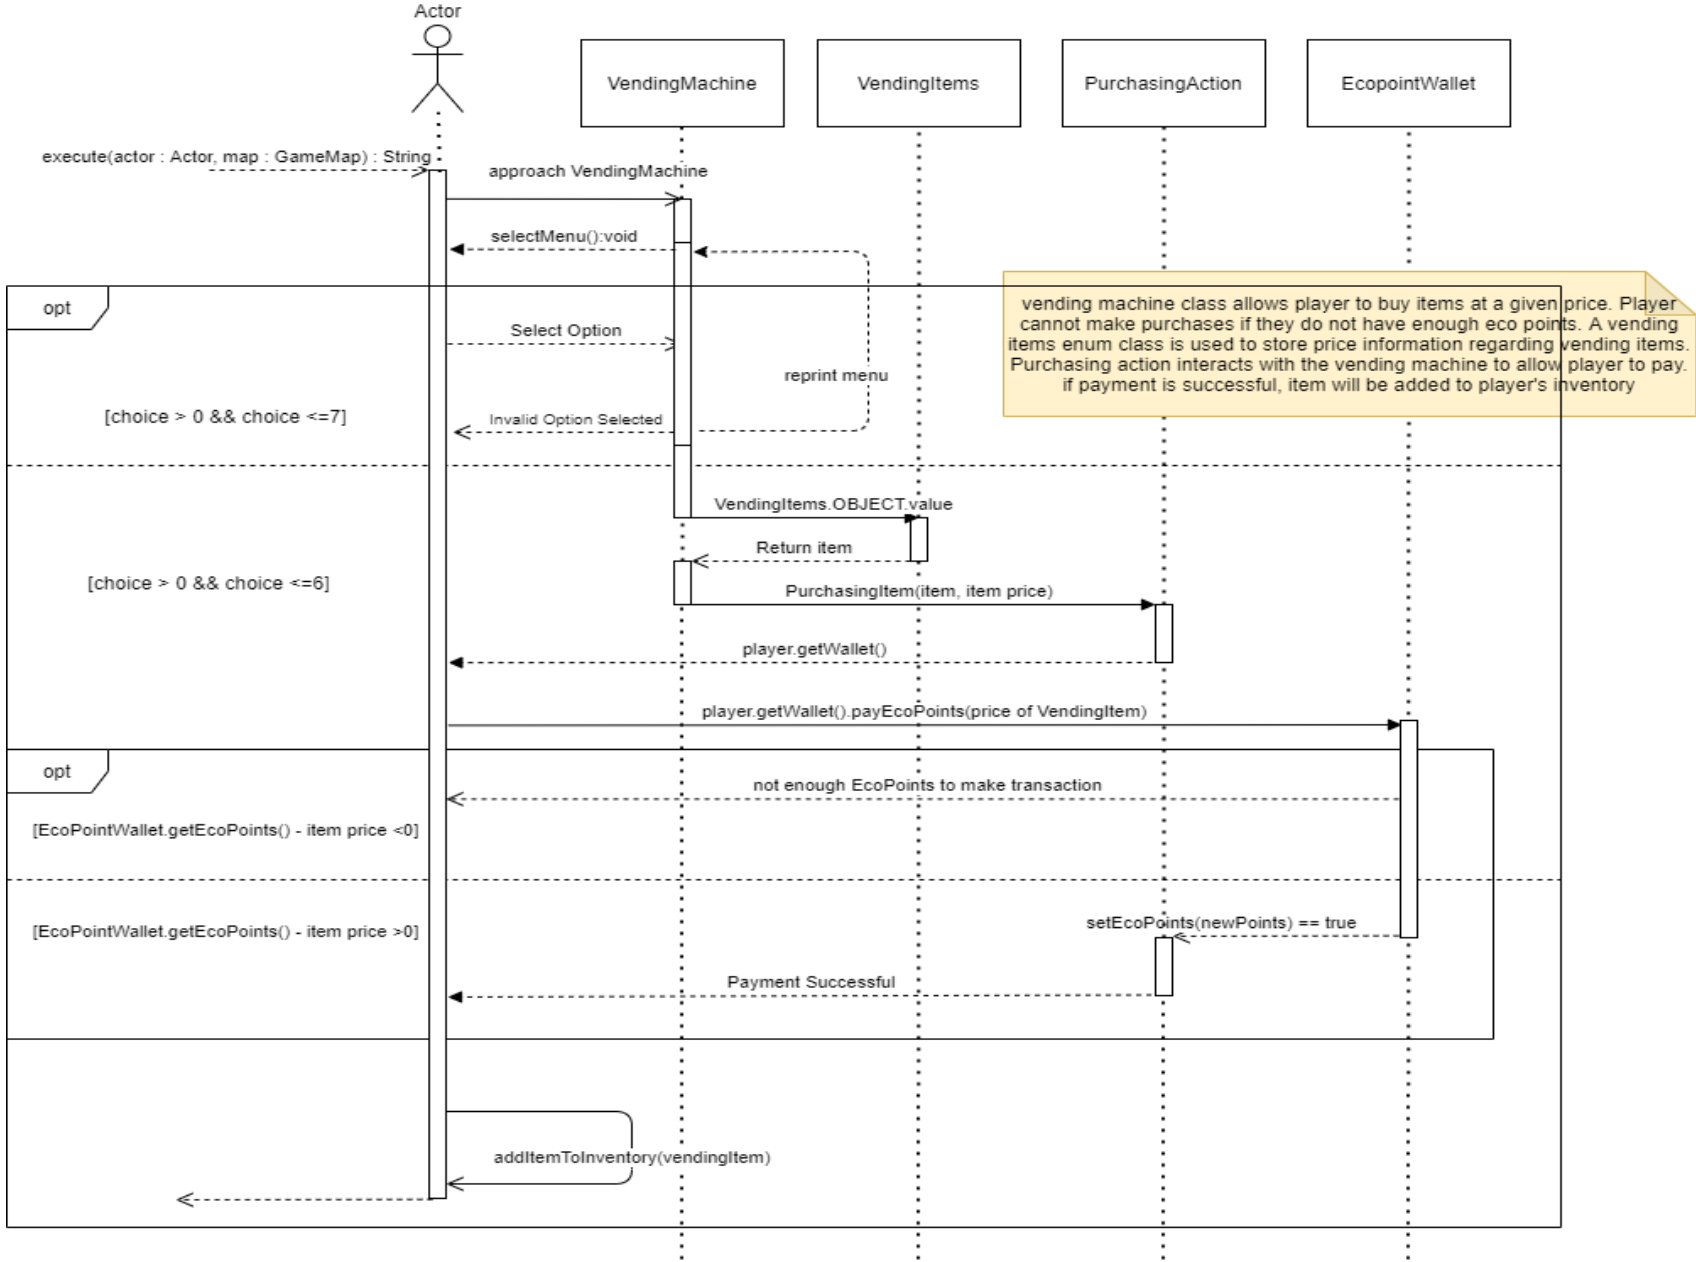 Actor
VendingMachine
VendingItems
PurchasingAction
EcopointWallet
execute(actor : Actor, map : GameMap) : String
approach VendingMachine
selectMenu():void
opt
vending machine class allows player to buy items at a given price. Player
cannot make purchases if they do not have enough eco points. A vending
items enum class is used to store price information regarding vending items.
Purchasing action interacts with the vending machine to allow player to pay.
if payment is successful, item will be added to player's inventory
Select Option
reprint menu
[choice > 0 && choice <=7]
Invalid Option Selected
VendingItems.OBJECT.value
Return item
[choice > 0 && choice <=6]
PurchasingItem(item, item price)
player.getWallet()
player.getWallet().payEcoPoints(price of VendingItem)
opt
not enough EcoPoints to make transaction
[EcoPointWallet.getEcoPoints() - item price <0]
setEcoPoints(newPoints) == true
[EcoPointWallet.getEcoPoints() - item price >0]
Payment Successful
addItemToInventory(vendingItem)